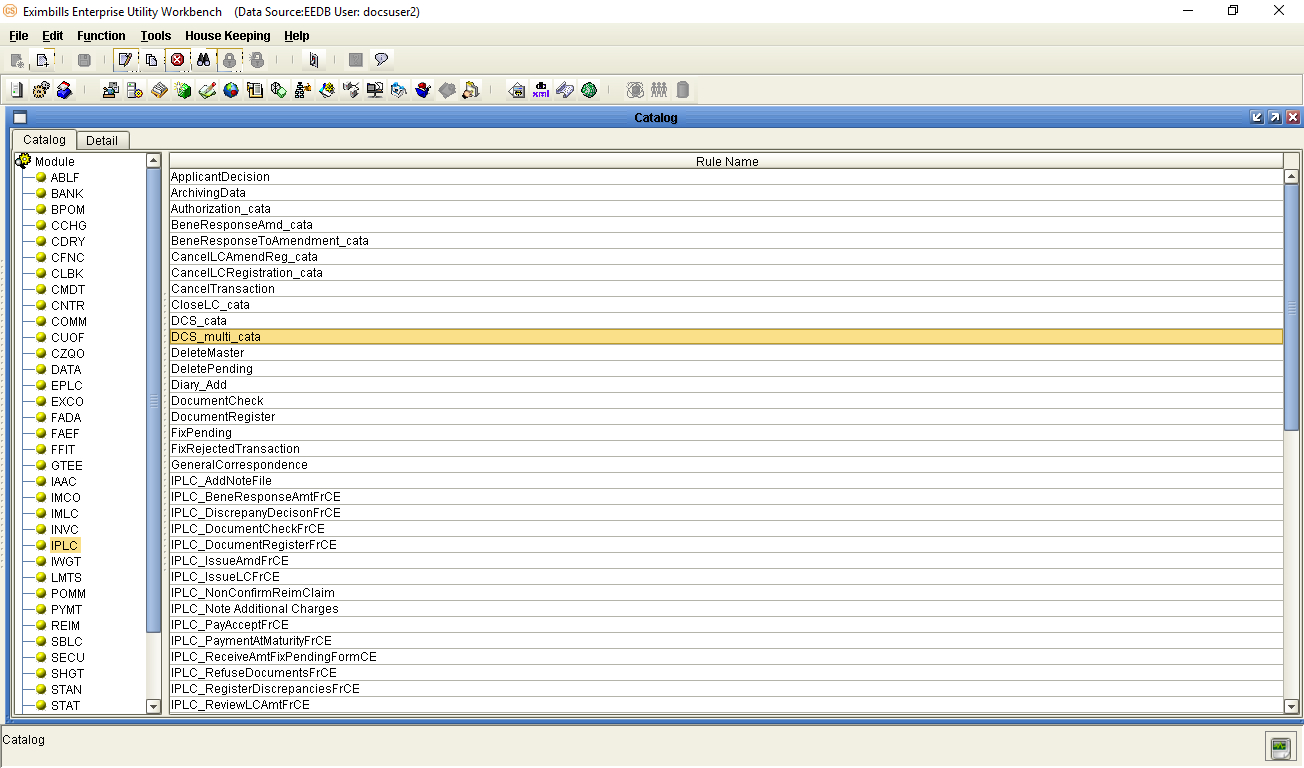 CS Eximbills Enterprise Utility Workbench (Data Source:EEDB User: docsuser2)
File Edit Function Tools House Keeping Help
db xml
Catalog
Catalog Detail
Module
ABLF
BANK
BPOM
CCHG
CDRY
CFNC
CLBK
CMDT
CNTR
COMM
CUOF
CZQO
DATA
EPLC
EXCO
FADA
FAEF
FFIT
GTEE
IAAC
IMCO
IMLC
INVC
IPLC
IWGT
LMTS
POMM
PYMT
REIM
SBLC
SECU
SHGT
STAN
STAT
Rule Name
ApplicantDecision
ArchivingData
Authorization_cata
BeneResponseAmd_cata
BeneResponseToAmendment_cata
CancelLCAmendReg_cata
CancelLCRegistration_cata
CancelTransaction
CloseLC_cata
DCS_cata
DCS_multi_cata
DeleteMaster
DeletePending
Diary_Add
DocumentCheck
DocumentRegister
FixPending
FixRejectedTransaction
GeneralCorrespondence
IPLC_AddNoteFile
IPLC_BeneResponseAmtFrCE
IPLC_DiscrepanyDecisonFrCE
IPLC_DocumentCheckFrCE
IPLC_DocumentRegisterFrCE
IPLC_IssueAmdFrCE
IPLC_IssueLCFrCE
IPLC_NonConfirmReimClaim
IPLC_Note Additional Charges
IPLC_PayAcceptFrCE
IPLC_PaymentAtMaturityFrCE
IPLC_ReceiveAmtFixPendingFormCE
IPLC_RefuseDocumentsFrCE
IPLC_RegisterDiscrepanciesFrCE
IPLC_ReviewLCAmtFrCE
Catalog